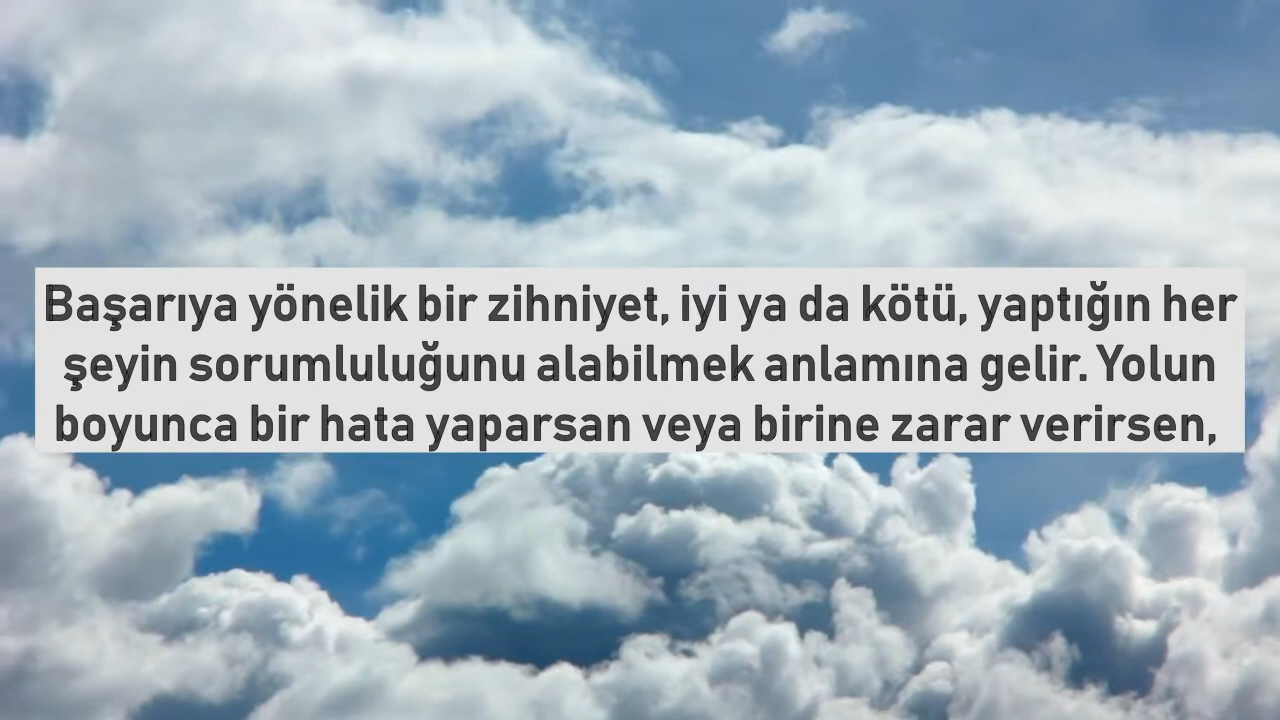 Başarıya yönelik bir zihniyet, iyi ya da kötü, yaptığın her
şeyin sorumluluğunu alabilmek anlamına gelir. Yolun
boyunca bir hata yaparsan veya birine zarar verirsen,